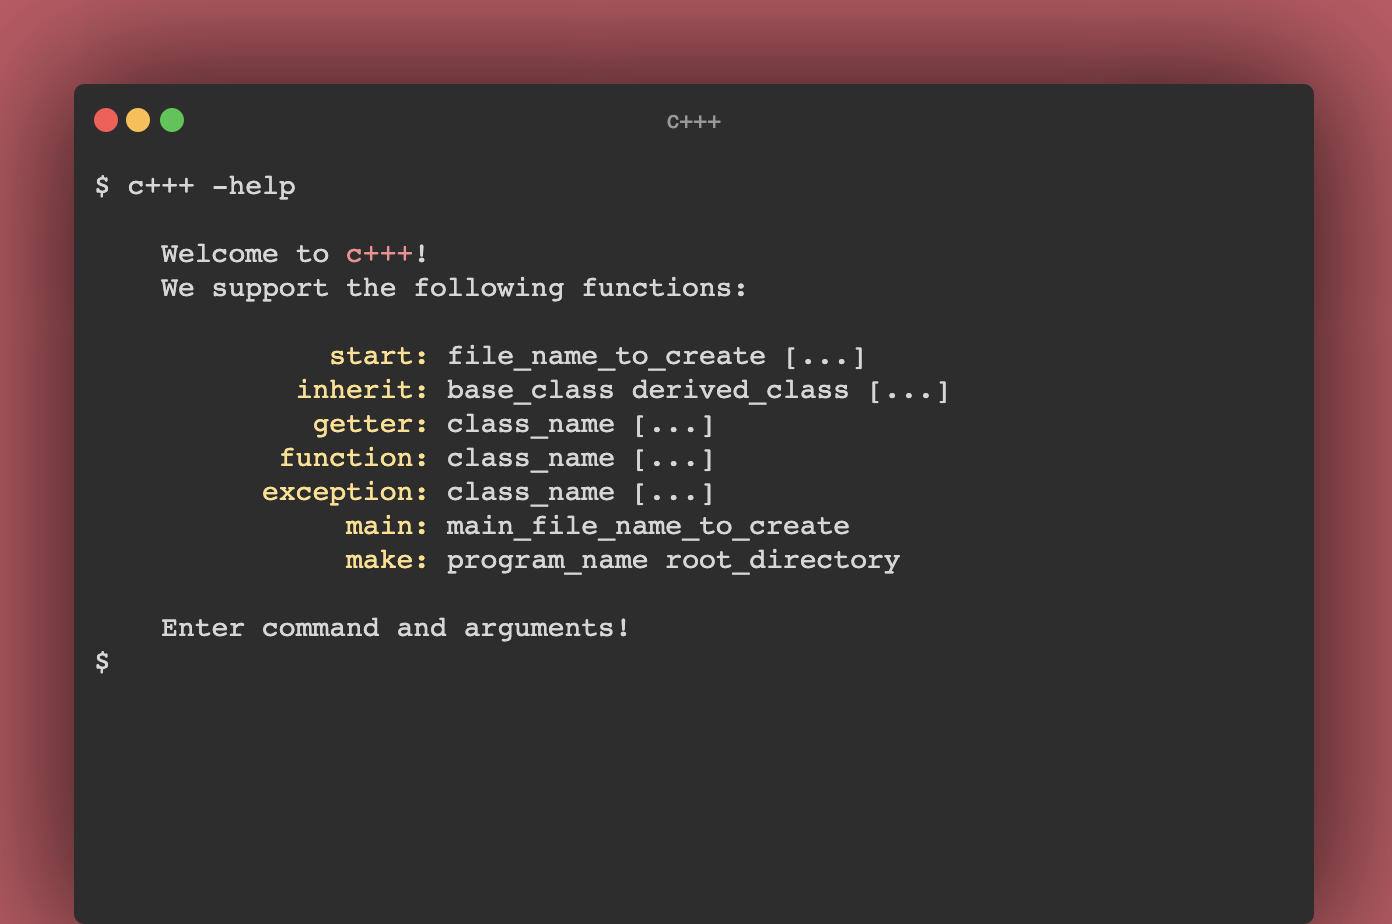 c+++
$ c+++ -help
Welcome to c+++!
We support the following functions:
start: file_name_to_create [...]
inherit: base_class derived_class [...]
getter: class_name [...]
function: class_name [...]
exception: class_name [...]
main: main_file_name_to_create
make: program_name root_directory
Enter command and arguments!
$